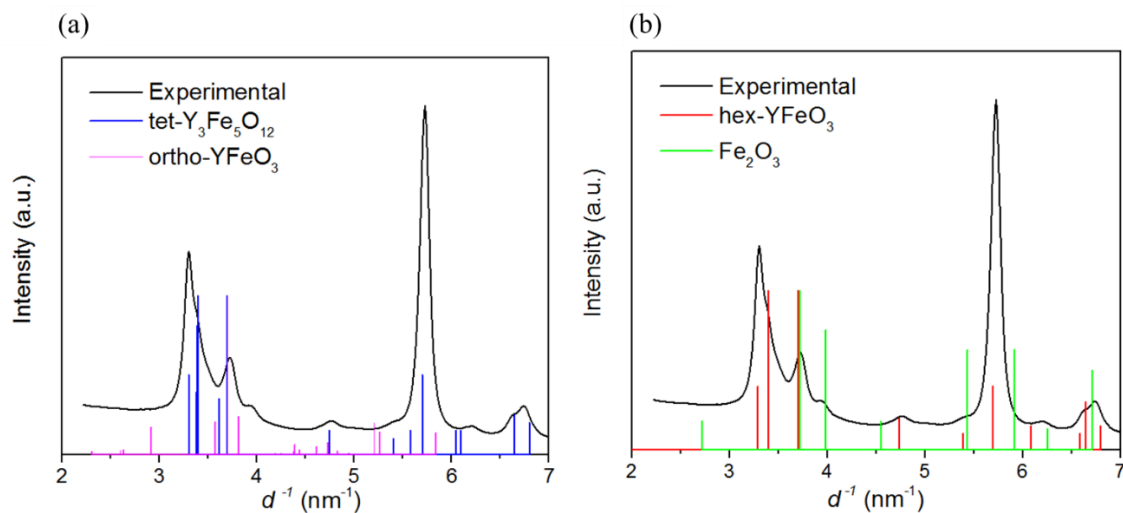 (a)
Experimental
tet-Y₃Fe₅O₁₂
ortho-YFeO₃
Intensity (a.u.)
2 3 4 5 6 7
d⁻¹ (nm⁻¹)
(b)
Experimental
hex-YFeO₃
Fe₂O₃
Intensity (a.u.)
2 3 4 5 6 7
d⁻¹ (nm⁻¹)